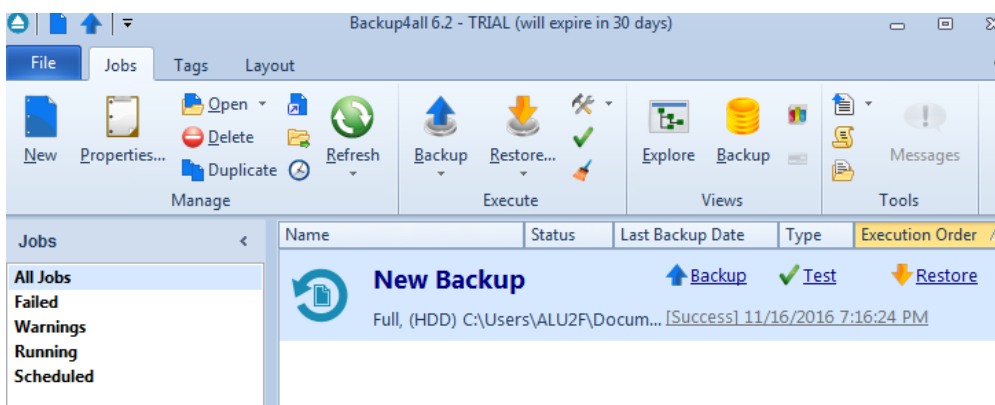 Backup4all 6.2 - TRIAL (will expire in 30 days)
File Jobs Tags Layout
New Properties... Open Delete Duplicate Refresh Backup Restore... Explore Backup Messages
Manage Execute Views Tools
Jobs
Name Status Last Backup Date Type Execution Order
All Jobs
Failed
Warnings
Running
Scheduled
New Backup Backup Test Restore
Full, (HDD) C:\Users\ALU2F\Docum... [Success] 11/16/2016 7:16:24 PM